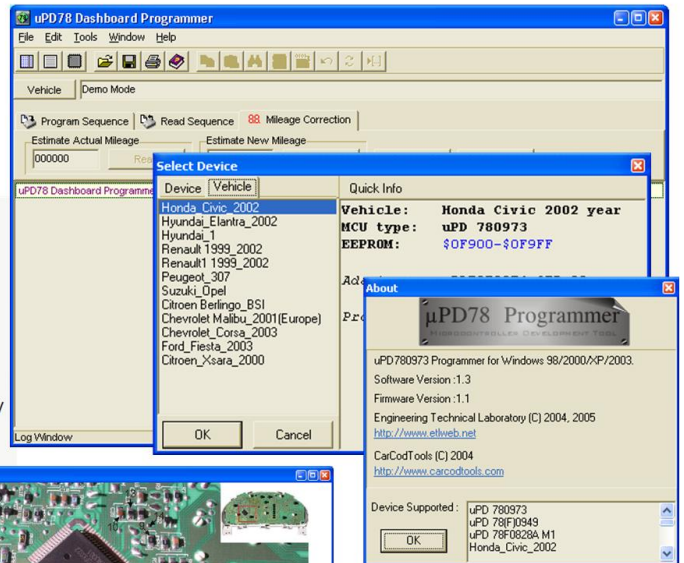 uPD78 Dashboard Programmer
File Edit Tools Window Help
Vehicle Demo Mode
Program Sequence Read Sequence 88. Mileage Correction
Estimate Actual Mileage Estimate New Mileage
000000 Rea
uPD78 Dashboard Programme
Log Window
Select Device
Device Vehicle
Honda_Civic_2002
Hyundai_Elantra_2002
Hyundai_1
Renault 1999_2002
Renault1 1999_2002
Peugeot_307
Suzuki_Opel
Citroen Berlingo_BSI
Chevrolet Malibu_2001(Europe)
Chevrolet_Corsa_2003
Ford_Fiesta_2003
Citroen_Xsara_2000
OK Cancel
Quick Info
Vehicle: Honda Civic 2002 year
MCU type: uPD 780973
EEPROM: $0F900-$0F9FF
About
µPD78 Programmer
MICROCONTROLLER DEVELOPMENT TOOL
uPD780973 Programmer for Windows 98/2000/XP/2003.
Software Version :1.3
Firmware Version :1.1
Engineering Technical Laboratory (C) 2004, 2005
http://www.etlweb.net
CarCodTools (C) 2004
http://www.carcodtools.com
Device Supported :
uPD 780973
uPD 78(F)0949
uPD 78F0828A M1
Honda_Civic_2002
OK
10